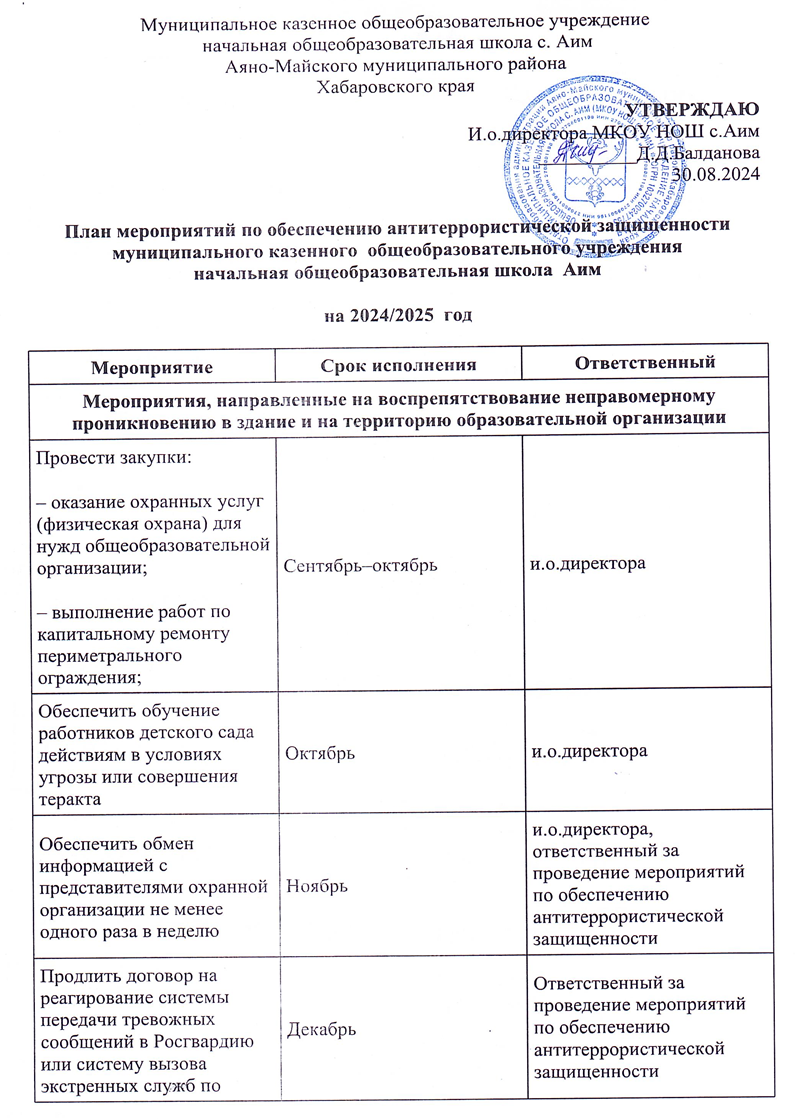 Муниципальное казенное общеобразовательное учреждение
начальная общеобразовательная школа с. Аим
Аяно-Майского муниципального района
Хабаровского края
УТВЕРЖДАЮ
И.о.директора МКОУ НОШ с.Аим
Д.Д.Балданова
30.08.2024
План мероприятий по обеспечению антитеррористической защищенности
муниципального казенного общеобразовательного учреждения
начальная общеобразовательная школа Аим
на 2024/2025 год
Мероприятие Срок исполнения Ответственный
Мероприятия, направленные на воспрепятствование неправомерному
проникновению в здание и на территорию образовательной организации
Провести закупки:
– оказание охранных услуг
(физическая охрана) для
нужд общеобразовательной
организации;
– выполнение работ по
капитальному ремонту
периметрального
ограждения;
Сентябрь–октябрь
и.о.директора
Обеспечить обучение
работников детского сада
действиям в условиях
угрозы или совершения
теракта
Октябрь
и.о.директора
Обеспечить обмен
информацией с
представителями охранной
организации не менее
одного раза в неделю
Ноябрь
и.о.директора,
ответственный за
проведение мероприятий
по обеспечению
антитеррористической
защищенности
Продлить договор на
реагирование системы
передачи тревожных
сообщений в Росгвардию
или систему вызова
экстренных служб по
Декабрь
Ответственный за
проведение мероприятий
по обеспечению
антитеррористической
защищенности